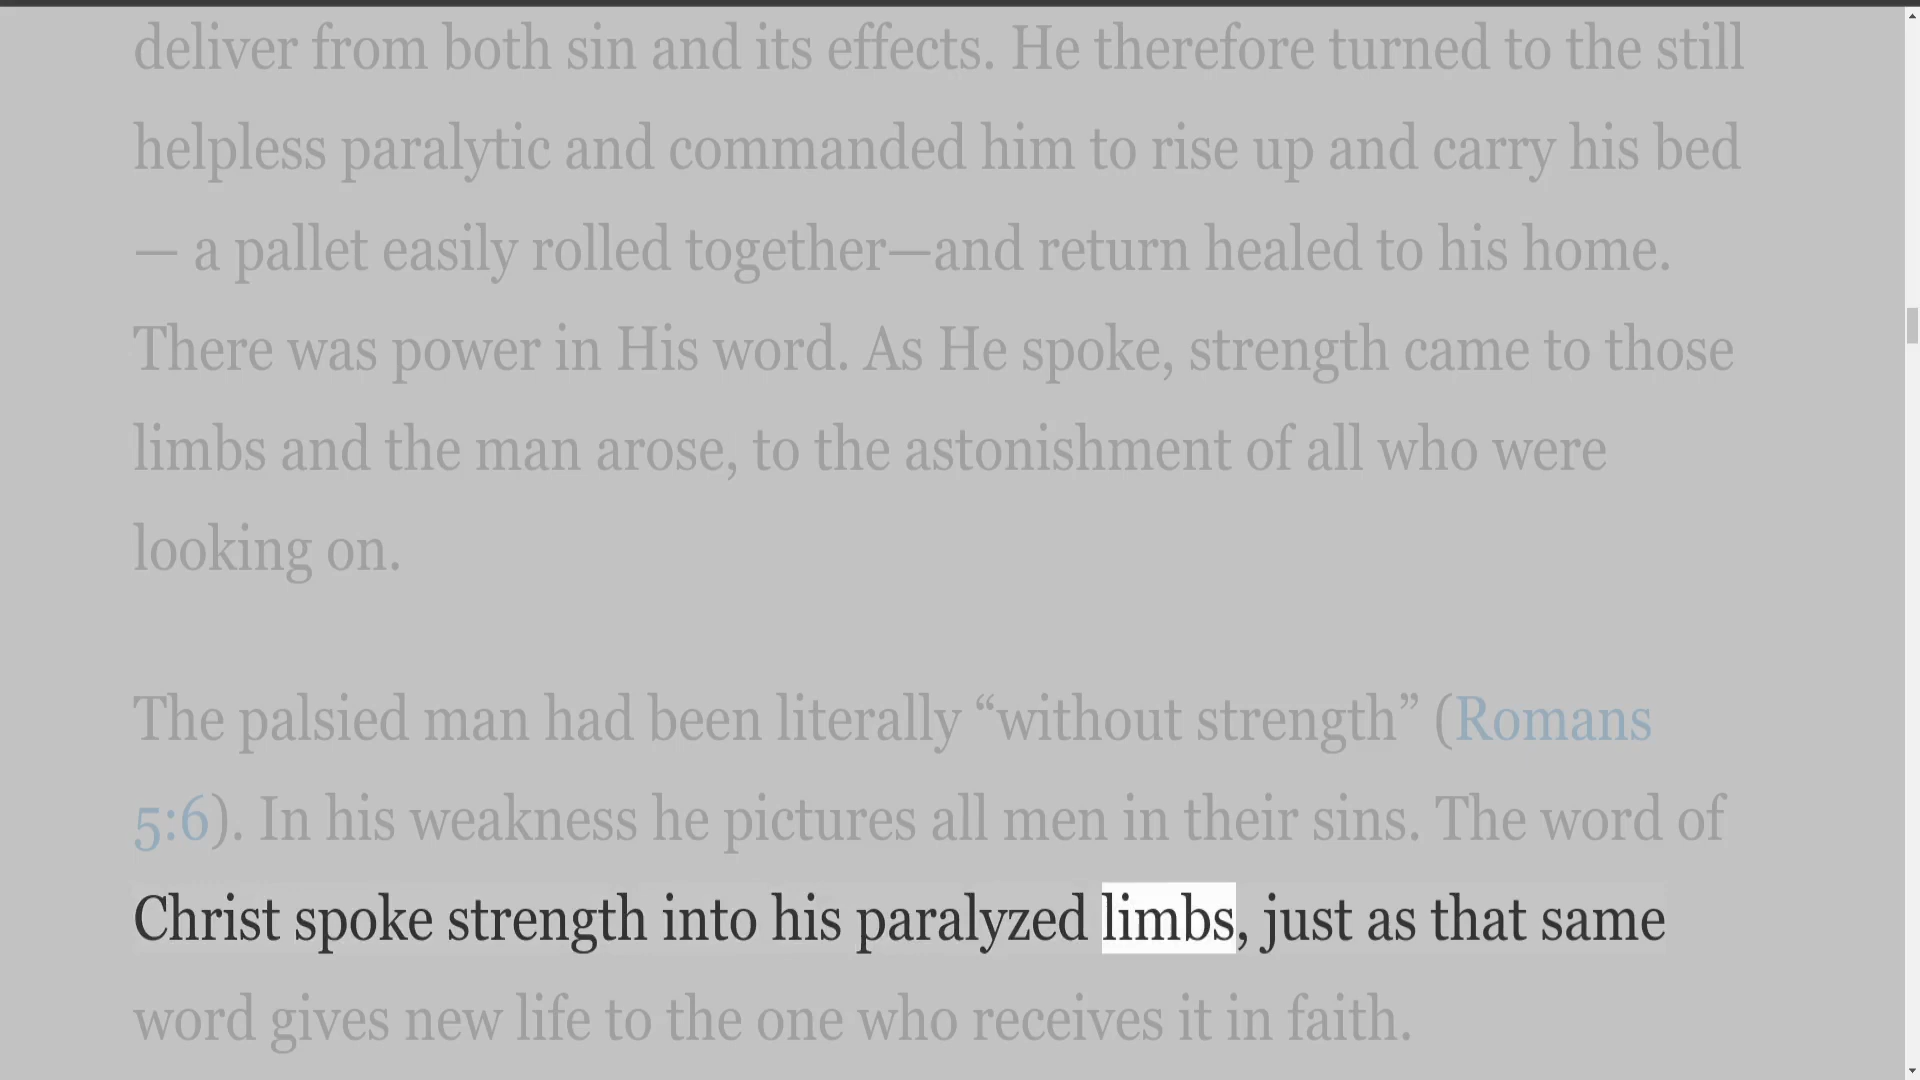 deliver from both sin and its effects. He therefore turned to the still
helpless paralytic and commanded him to rise up and carry his bed
— a pallet easily rolled together—and return healed to his home.
There was power in His word. As He spoke, strength came to those
limbs and the man arose, to the astonishment of all who were
looking on.
The palsied man had been literally “without strength” (Romans
5:6). In his weakness he pictures all men in their sins. The word of
Christ spoke strength into his paralyzed limbs, just as that same
word gives new life to the one who receives it in faith.